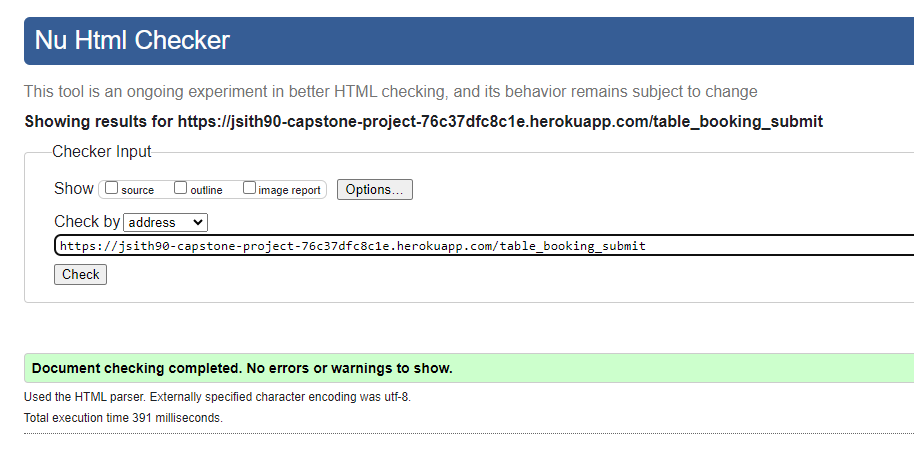 Nu Html Checker
This tool is an ongoing experiment in better HTML checking, and its behavior remains subject to change
Showing results for https://jsith90-capstone-project-76c37dfc8c1e.herokuapp.com/table_booking_submit
Checker Input
Show source outline image report Options...
Check by address
https://jsith90-capstone-project-76c37dfc8c1e.herokuapp.com/table_booking_submit
Check
Document checking completed. No errors or warnings to show.
Used the HTML parser. Externally specified character encoding was utf-8.
Total execution time 391 milliseconds.